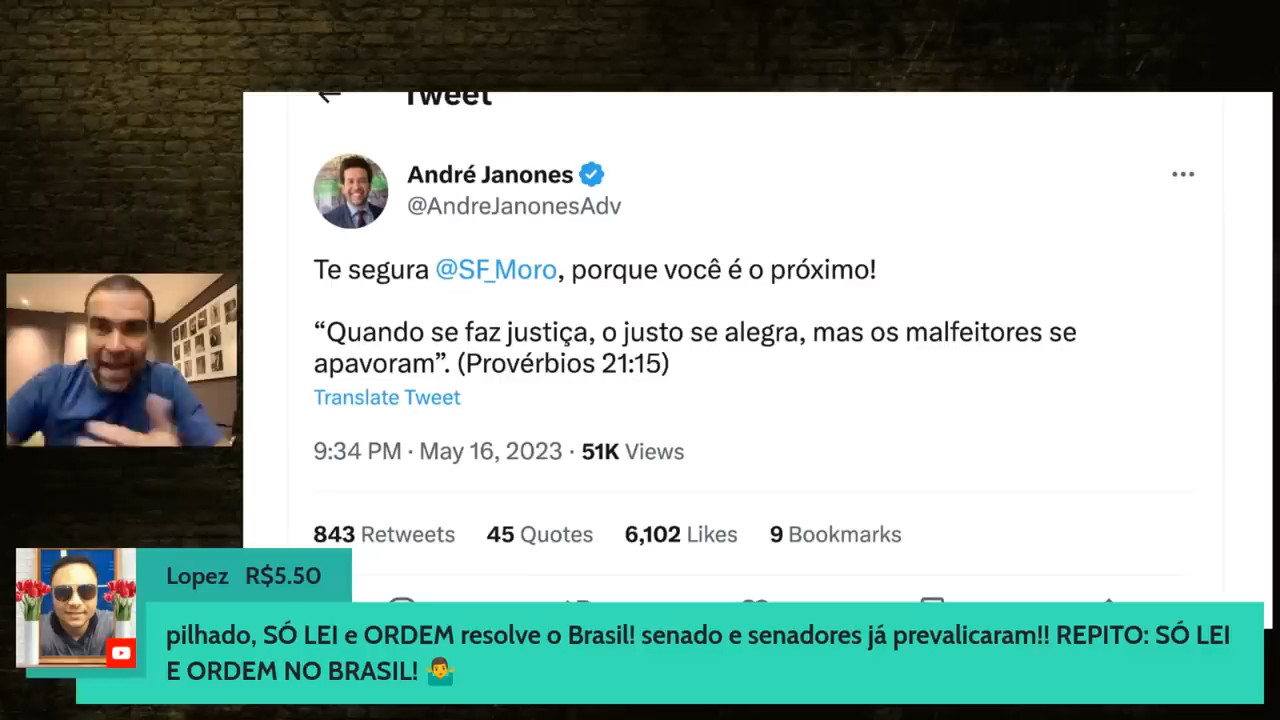 Tweet
André Janones
@AndreJanonesAdv
Te segura @SF_Moro, porque você é o próximo!
“Quando se faz justiça, o justo se alegra, mas os malfeitores se
apavoram”. (Provérbios 21:15)
Translate Tweet
9:34 PM · May 16, 2023 · 51K Views
843 Retweets 45 Quotes 6,102 Likes 9 Bookmarks
Lopez R$5.50
pilhado, SÓ LEI e ORDEM resolve o Brasil! senado e senadores já prevalicaram!! REPITO: SÓ LEI
E ORDEM NO BRASIL! 🤷‍♂️